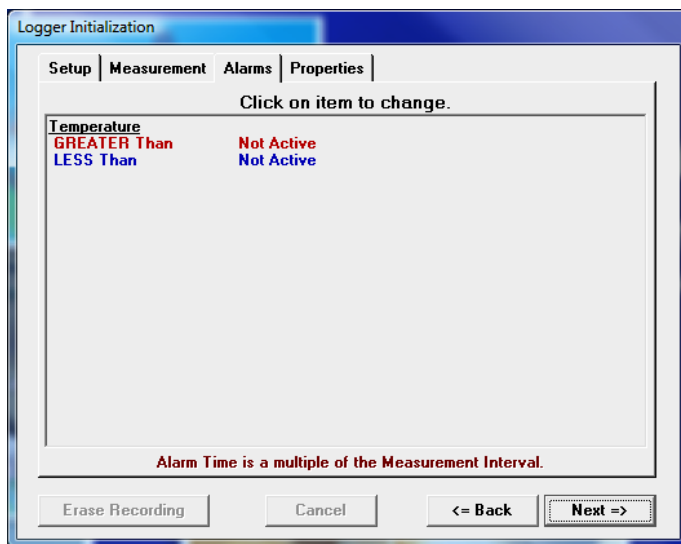 Logger Initialization
Setup Measurement Alarms Properties
Click on item to change.
Temperature
GREATER Than Not Active
LESS Than Not Active
Alarm Time is a multiple of the Measurement Interval.
Erase Recording Cancel <= Back Next =>